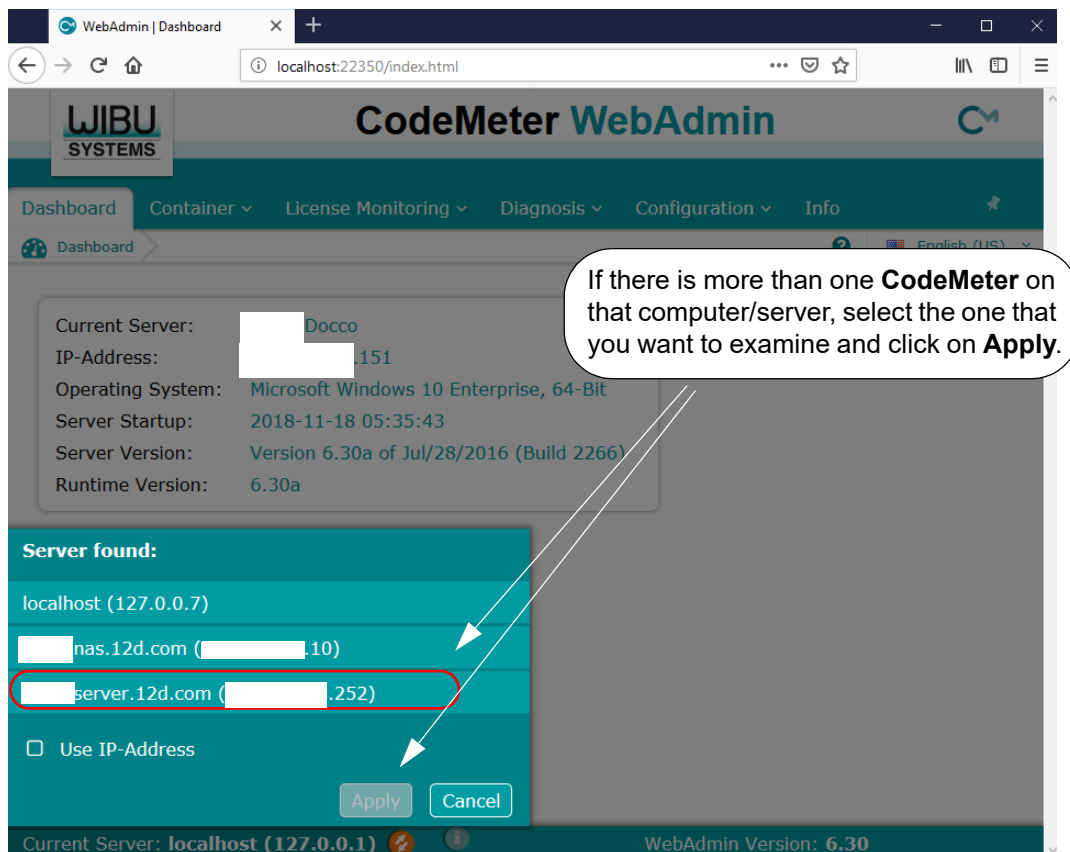 WebAdmin | Dashboard
localhost:22350/index.html
WIBU
SYSTEMS
CodeMeter WebAdmin
Dashboard Container License Monitoring Diagnosis Configuration Info
Dashboard
English (US)
If there is more than one CodeMeter on
that computer/server, select the one that
you want to examine and click on Apply.
Current Server: Docco
IP-Address: .151
Operating System: Microsoft Windows 10 Enterprise, 64-Bit
Server Startup: 2018-11-18 05:35:43
Server Version: Version 6.30a of Jul/28/2016 (Build 2266)
Runtime Version: 6.30a
Server found:
localhost (127.0.0.7)
nas.12d.com ( .10)
server.12d.com ( .252)
Use IP-Address
Apply Cancel
Current Server: localhost (127.0.0.1) WebAdmin Version: 6.30